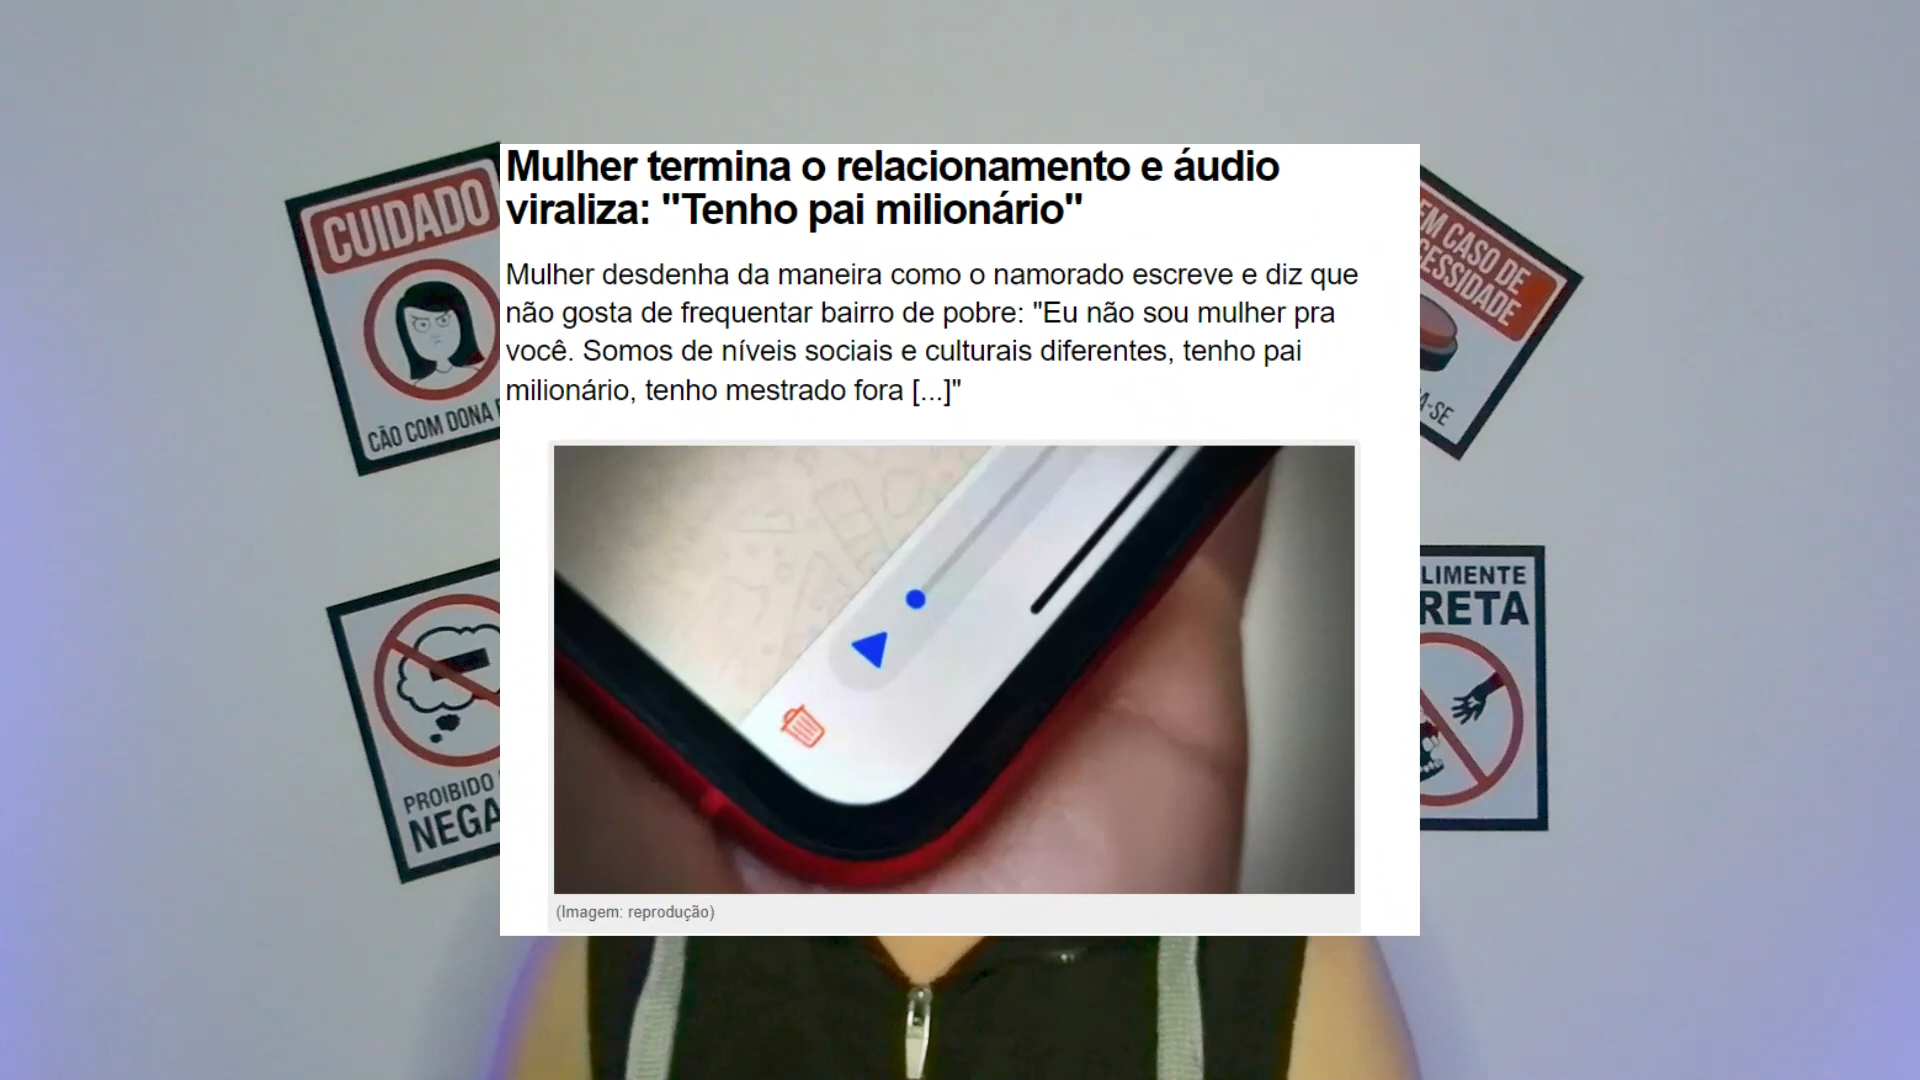 Mulher termina o relacionamento e áudio
viraliza: "Tenho pai milionário"
Mulher desdenha da maneira como o namorado escreve e diz que
não gosta de frequentar bairro de pobre: "Eu não sou mulher pra
você. Somos de níveis sociais e culturais diferentes, tenho pai
milionário, tenho mestrado fora [...]"
(Imagem: reprodução)
CUIDADO
CÃO COM DONA
PROIBIDO
NEGA
EM CASO DE
CESSIDADE
A-SE
LIMENTE
RETA